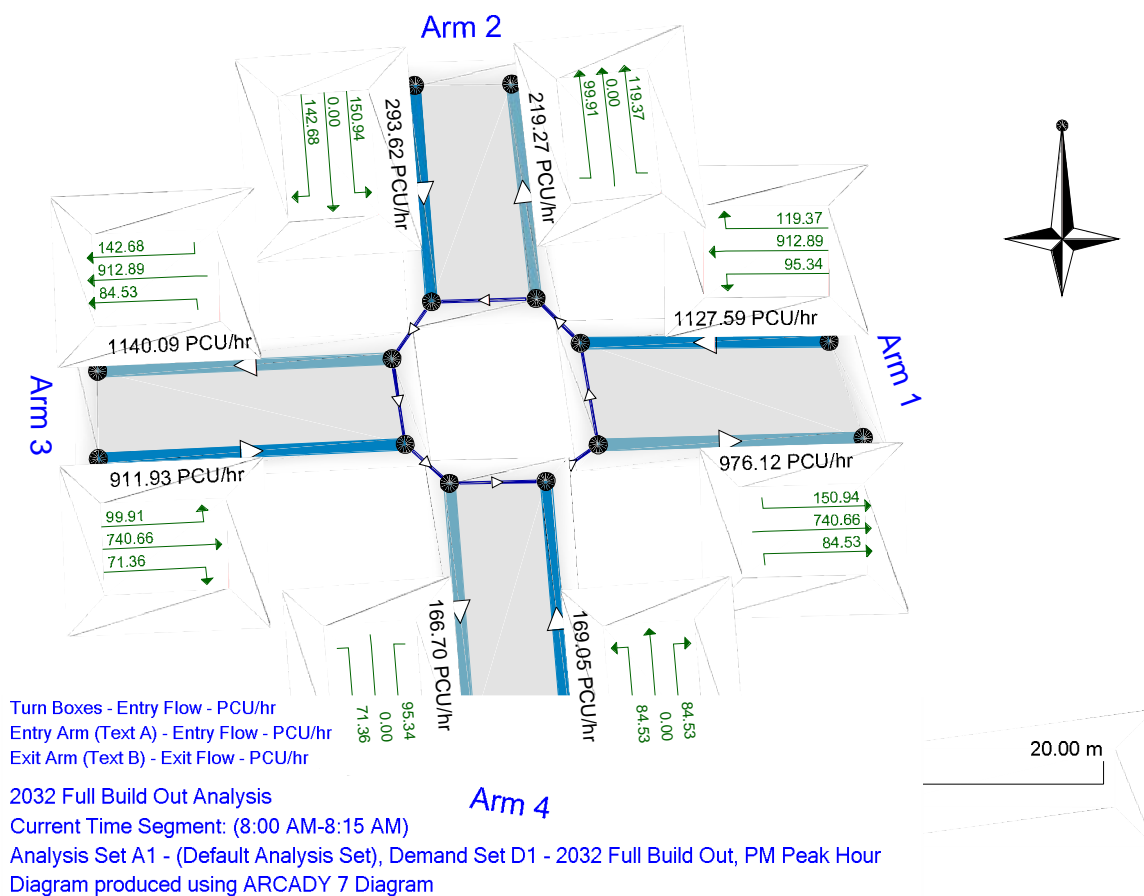 Arm 2
142.68
0.00
150.94
293.62 PCU/hr
219.27 PCU/hr
99.91
0.00
119.37
142.68
912.89
84.53
119.37
912.89
95.34
1140.09 PCU/hr
1127.59 PCU/hr
Arm 3
Arm 1
911.93 PCU/hr
976.12 PCU/hr
99.91
740.66
71.36
150.94
740.66
84.53
166.70 PCU/hr
169.05 PCU/hr
71.36
0.00
95.34
84.53
0.00
84.53
Turn Boxes - Entry Flow - PCU/hr
Entry Arm (Text A) - Entry Flow - PCU/hr
Exit Arm (Text B) - Exit Flow - PCU/hr
20.00 m
Arm 4
2032 Full Build Out Analysis
Current Time Segment: (8:00 AM-8:15 AM)
Analysis Set A1 - (Default Analysis Set), Demand Set D1 - 2032 Full Build Out, PM Peak Hour
Diagram produced using ARCADY 7 Diagram